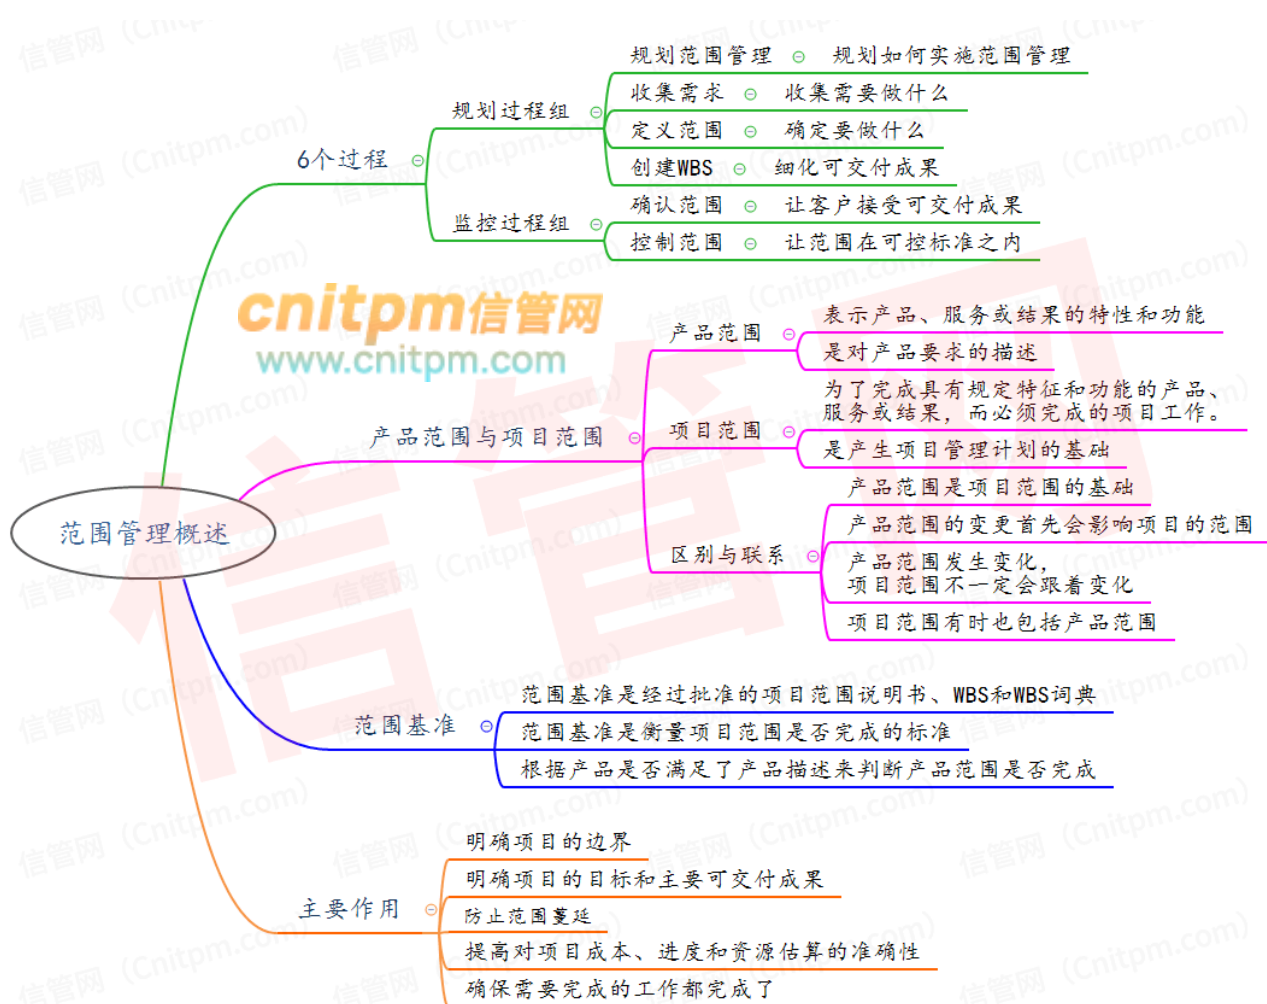 规划范围管理 规划如何实施范围管理
收集需求 收集需要做什么
规划过程组
定义范围 确定要做什么
6个过程
创建WBS 细化可交付成果
确认范围 让客户接受可交付成果
监控过程组
控制范围 让范围在可控标准之内
cnitpm信管网
www.cnitpm.com
表示产品、服务或结果的特性和功能
产品范围
是对产品要求的描述
为了完成具有规定特征和功能的产品、
服务或结果，而必须完成的项目工作。
项目范围
产品范围与项目范围
是产生项目管理计划的基础
产品范围是项目范围的基础
产品范围的变更首先会影响项目的范围
区别与联系
产品范围发生变化，
项目范围不一定会跟着变化
项目范围有时也包括产品范围
范围管理概述
范围基准是经过批准的项目范围说明书、WBS和WBS词典
范围基准
范围基准是衡量项目范围是否完成的标准
根据产品是否满足了产品描述来判断产品范围是否完成
明确项目的边界
明确项目的目标和主要可交付成果
主要作用
防止范围蔓延
提高对项目成本、进度和资源估算的准确性
确保需要完成的工作都完成了
信管网
信管网（Cnitpm.com）